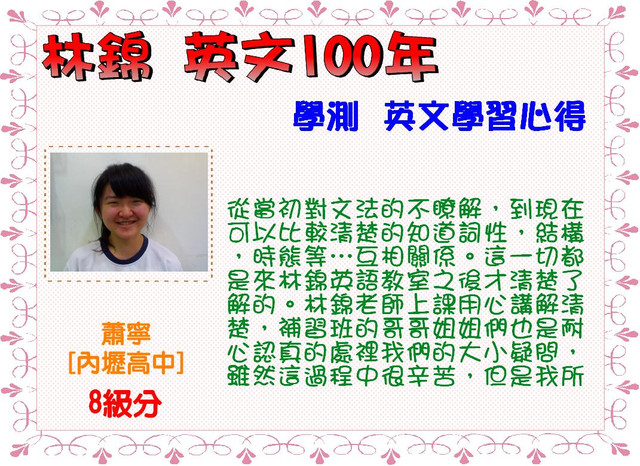 林錦 英文100年
學測 英文學習心得
從當初對文法的不瞭解，到現在
可以比較清楚的知道詞性，結構
，時態等…互相關係。這一切都
是來林錦英語教室之後才清楚了
解的。林錦老師上課用心講解清
楚，補習班的哥哥姐姐們也是耐
心認真的處裡我們的大小疑問，
雖然這過程中很辛苦，但是我所
蕭寧
[內壢高中]
8級分